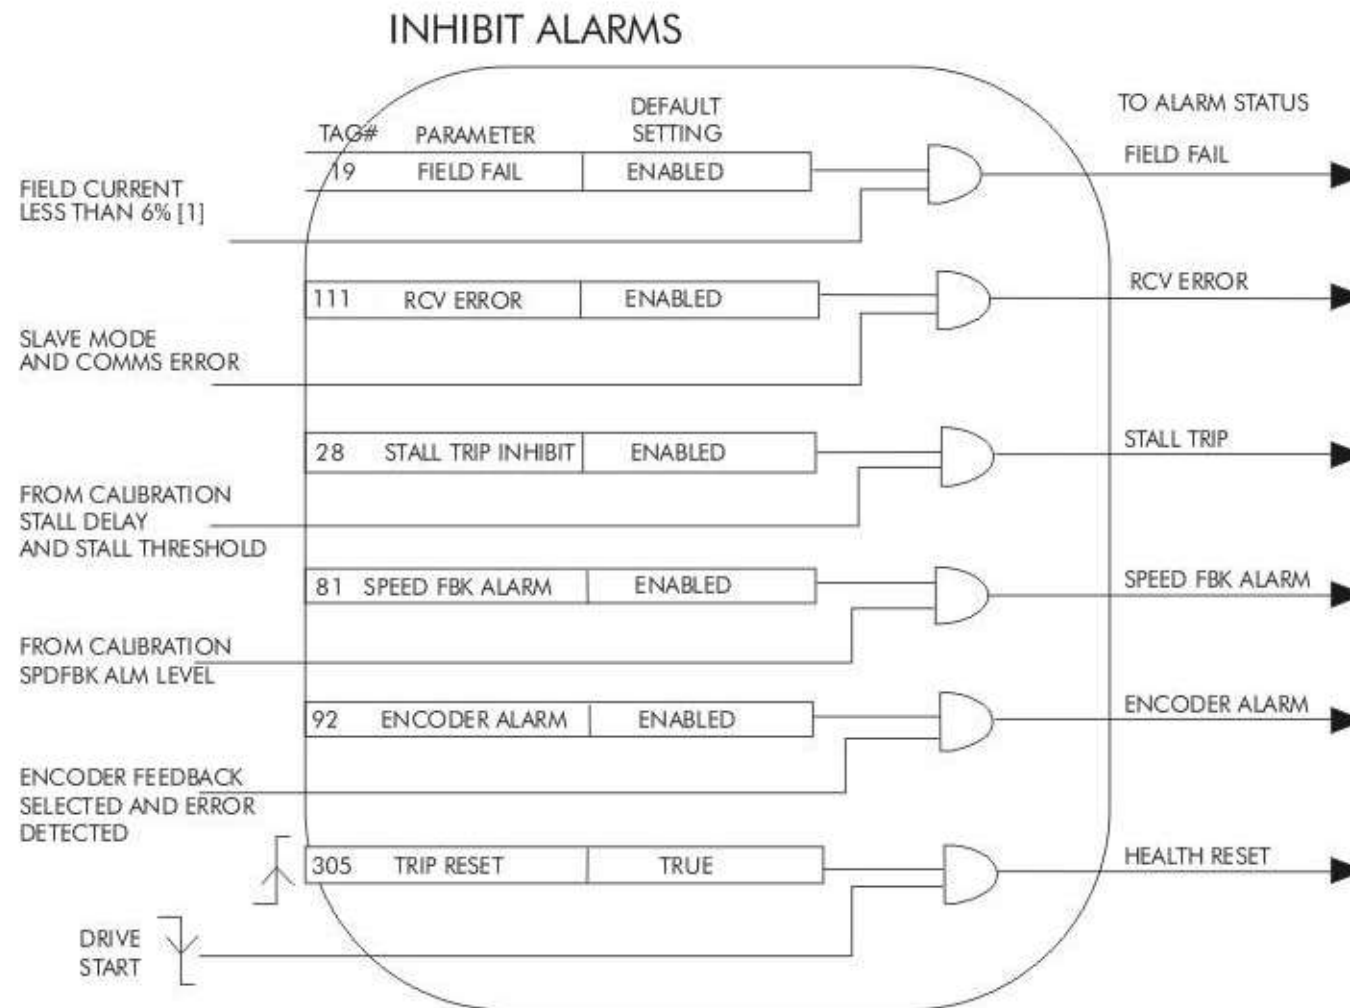 INHIBIT ALARMS
TAG# PARAMETER DEFAULT
SETTING
TO ALARM STATUS
19 FIELD FAIL ENABLED
FIELD FAIL
FIELD CURRENT
LESS THAN 6% [1]
111 RCV ERROR ENABLED
RCV ERROR
SLAVE MODE
AND COMMS ERROR
28 STALL TRIP INHIBIT ENABLED
STALL TRIP
FROM CALIBRATION
STALL DELAY
AND STALL THRESHOLD
81 SPEED FBK ALARM ENABLED
SPEED FBK ALARM
FROM CALIBRATION
SPDFBK ALM LEVEL
92 ENCODER ALARM ENABLED
ENCODER ALARM
ENCODER FEEDBACK
SELECTED AND ERROR
DETECTED
305 TRIP RESET TRUE
HEALTH RESET
DRIVE
START